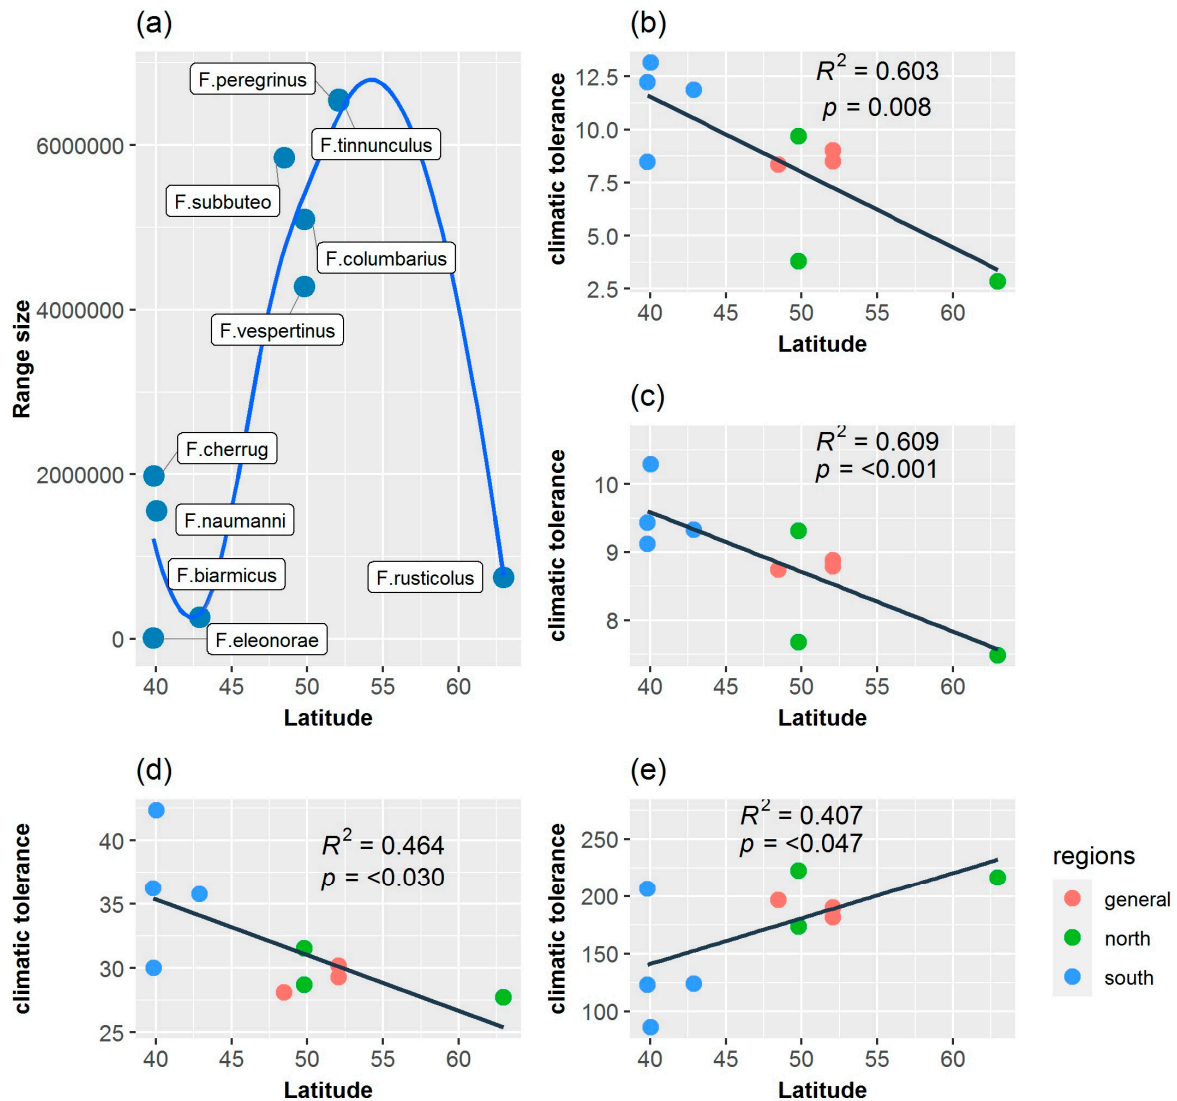 (a)
Range size
6000000
4000000
2000000
0
F.peregrinus
F.tinnunculus
F.subbuteo
F.columbarius
F.vespertinus
F.cherrug
F.naumanni
F.biarmicus
F.rusticolus
F.eleonorae
40 45 50 55 60
Latitude
(b)
climatic tolerance
12.5
10.0
7.5
5.0
2.5
R² = 0.603
p = 0.008
40 45 50 55 60
Latitude
(c)
climatic tolerance
10
9
8
R² = 0.609
p = <0.001
40 45 50 55 60
Latitude
(d)
climatic tolerance
40
35
30
25
R² = 0.464
p = <0.030
40 45 50 55 60
Latitude
(e)
climatic tolerance
250
200
150
100
R² = 0.407
p = <0.047
40 45 50 55 60
Latitude
regions
general
north
south